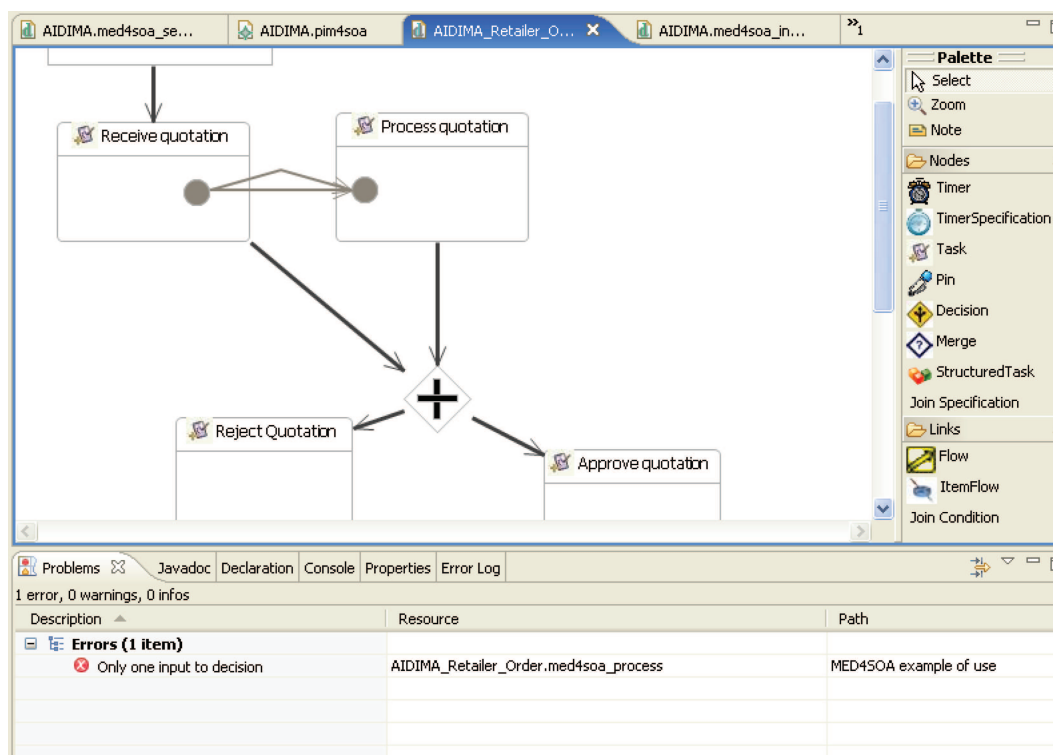 AIDIMA.med4soa_se...
AIDIMA.pim4soa
AIDIMA_Retailer_O...
AIDIMA.med4soa_in...
»1
Palette
Select
Zoom
Note
Nodes
Timer
TimerSpecification
Task
Pin
Decision
Merge
StructuredTask
Join Specification
Links
Flow
ItemFlow
Join Condition
Receive quotation
Process quotation
Reject Quotation
Approve quotation
Problems
Javadoc
Declaration
Console
Properties
Error Log
1 error, 0 warnings, 0 infos
Description
Resource
Path
Errors (1 item)
Only one input to decision
AIDIMA_Retailer_Order.med4soa_process
MED4SOA example of use